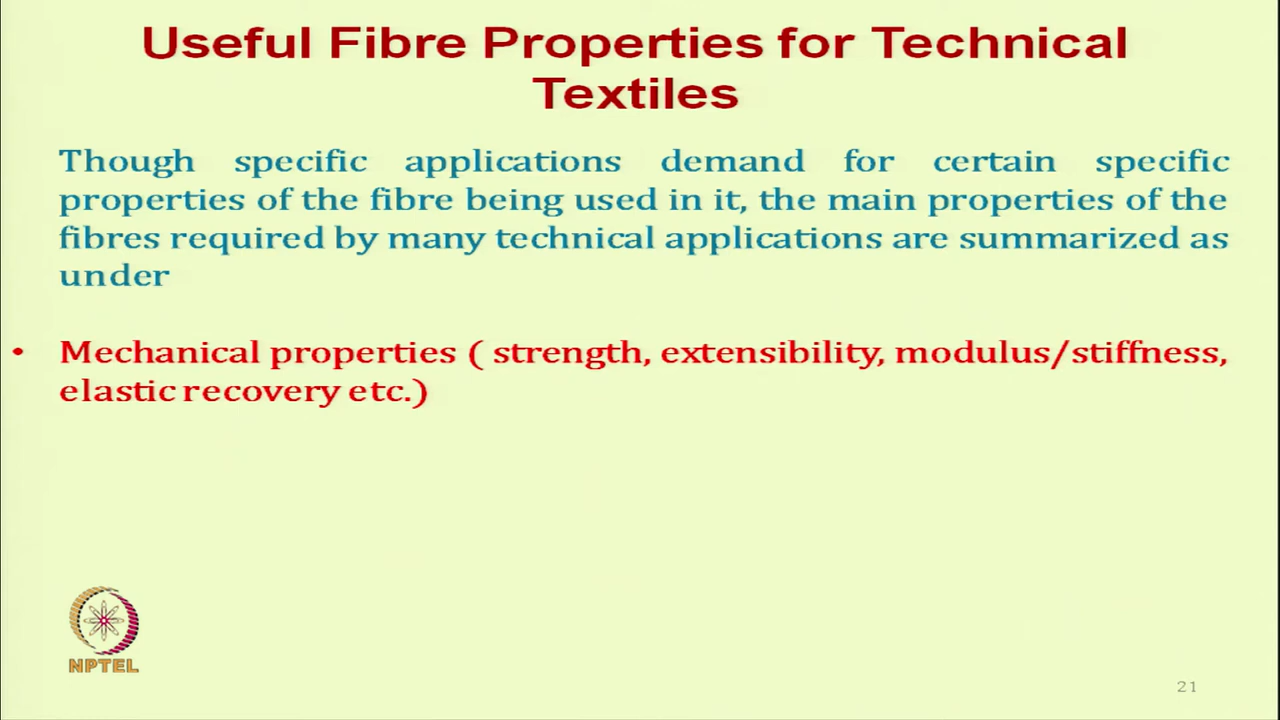 Useful Fibre Properties for Technical
Textiles
Though specific applications demand for certain specific
properties of the fibre being used in it, the main properties of the
fibres required by many technical applications are summarized as
under
• Mechanical properties ( strength, extensibility, modulus/stiffness,
elastic recovery etc.)
NPTEL
21